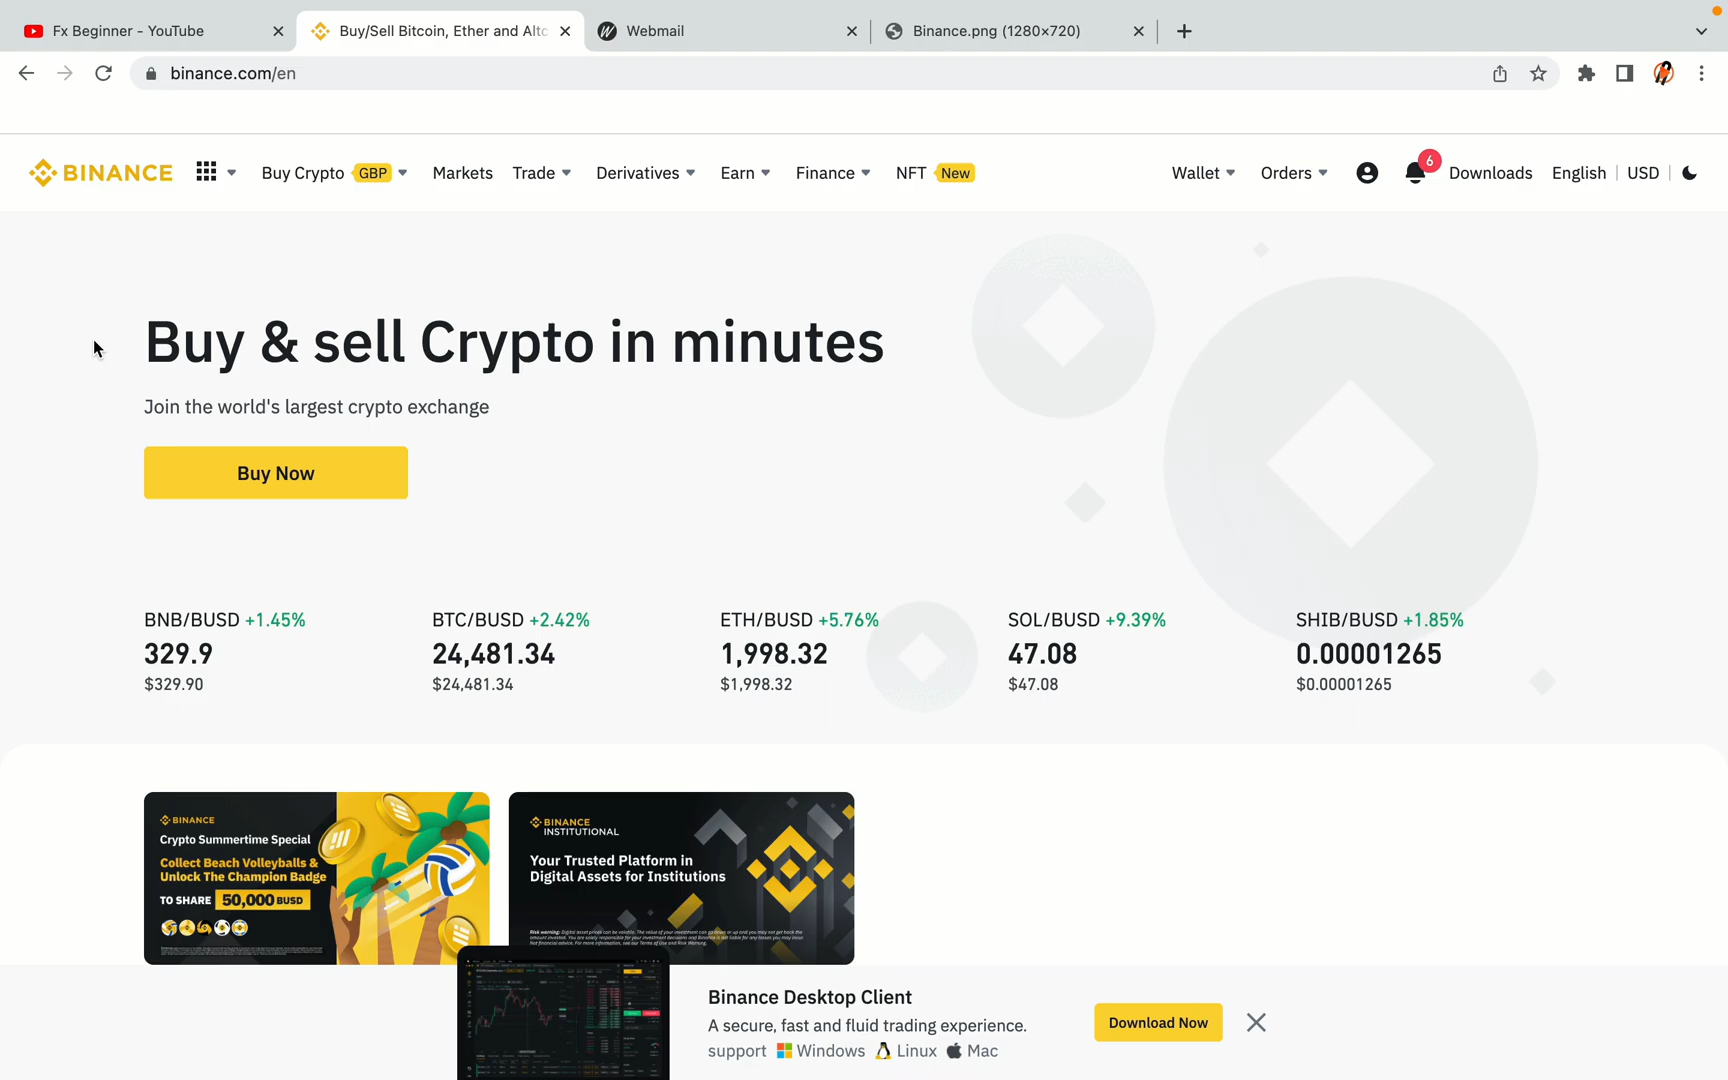 Fx Beginner - YouTube
Buy/Sell Bitcoin, Ether and Altc
Webmail
Binance.png (1280×720)
binance.com/en
BINANCE
Buy Crypto GBP
Markets
Trade
Derivatives
Earn
Finance
NFT New
Wallet
Orders
6
Downloads
English
USD
Buy & sell Crypto in minutes
Join the world's largest crypto exchange
Buy Now
BNB/BUSD +1.45%
329.9
$329.90
BTC/BUSD +2.42%
24,481.34
$24,481.34
ETH/BUSD +5.76%
1,998.32
$1,998.32
SOL/BUSD +9.39%
47.08
$47.08
SHIB/BUSD +1.85%
0.00001265
$0.00001265
BINANCE
Crypto Summertime Special
Collect Beach Volleyballs &
Unlock The Champion Badge
TO SHARE 50,000 BUSD
BINANCE
INSTITUTIONAL
Your Trusted Platform in
Digital Assets for Institutions
Binance Desktop Client
A secure, fast and fluid trading experience.
support Windows Linux Mac
Download Now